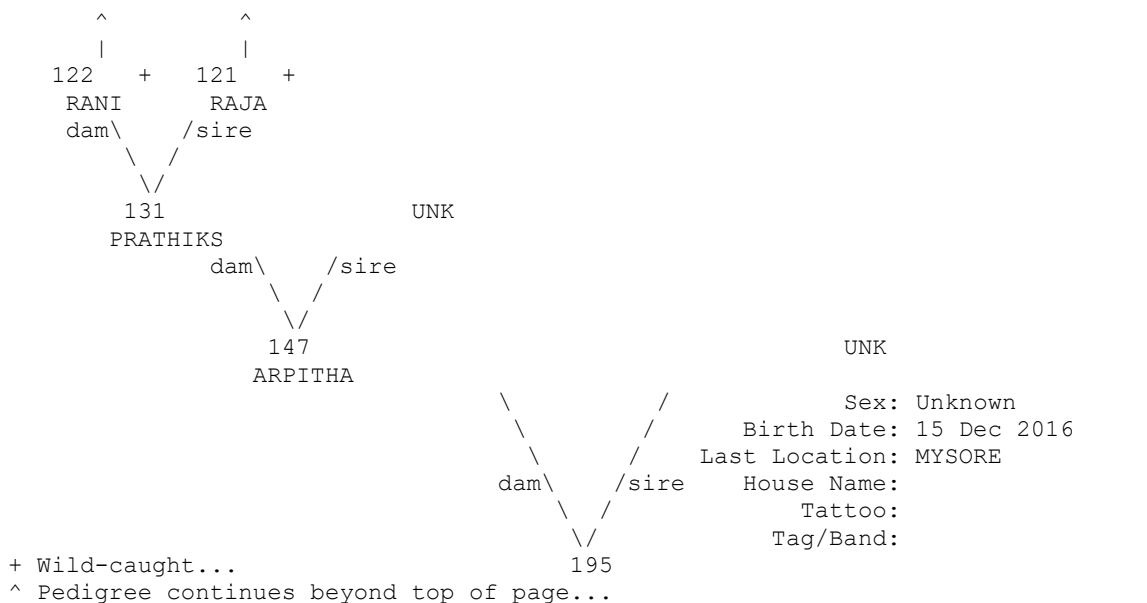 ^ ^
| |
122 + 121 +
RANI RAJA
dam\ /sire
\ /
\/
131 UNK
PRATHIKS
dam\ /sire
\ /
\/
147 UNK
ARPITHA
\ / Sex: Unknown
\ / Birth Date: 15 Dec 2016
\ / Last Location: MYSORE
dam\ /sire House Name:
\ / Tattoo:
\/ Tag/Band:
+ Wild-caught... 195
^ Pedigree continues beyond top of page...